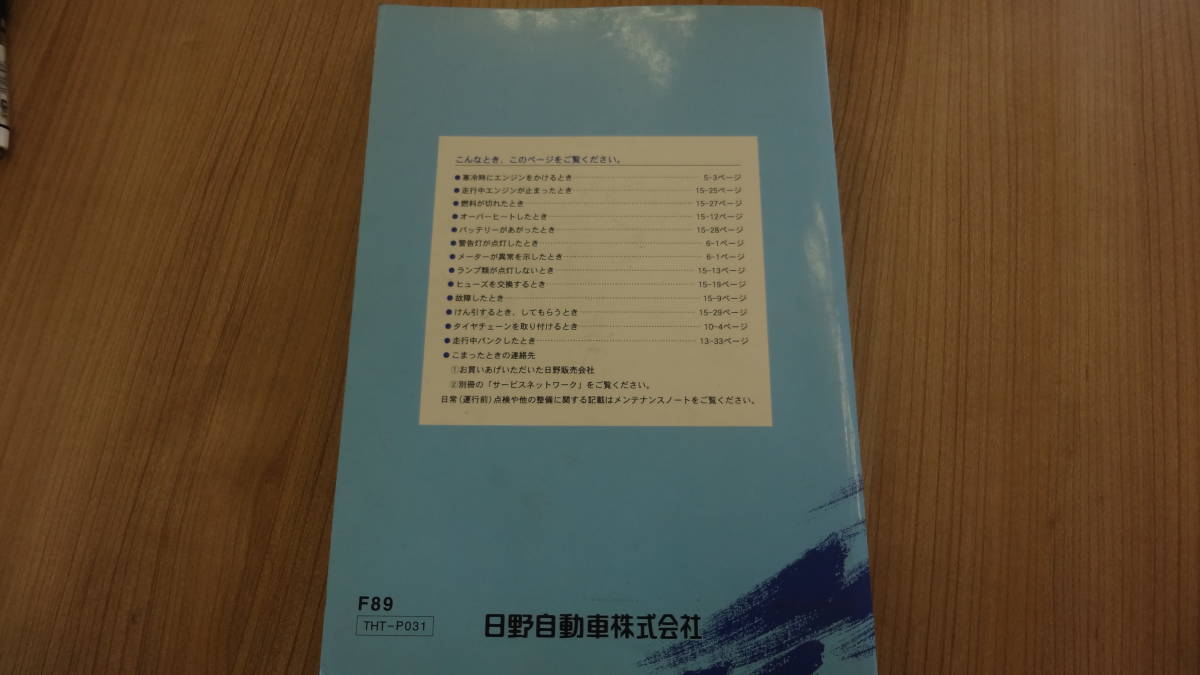 こんなとき、このページをご覧ください。
●寒冷時にエンジンをかけるとき 5-3ページ
●走行中エンジンが止まったとき 15-25ページ
●燃料が切れたとき 15-27ページ
●オーバーヒートしたとき 15-12ページ
●バッテリーがあがったとき 15-28ページ
●警告灯が点灯したとき 6-1ページ
●メーターが異常を示したとき 6-1ページ
●ランプ類が点灯しないとき 15-13ページ
●ヒューズを交換するとき 15-19ページ
●故障したとき 15-9ページ
●けん引するとき、してもらうとき 15-29ページ
●タイヤチェーンを取り付けるとき 10-4ページ
●走行中パンクしたとき 13-33ページ
●こまったときの連絡先
①お買いあげいただいた日野販売会社
②別冊の「サービスネットワーク」をご覧ください。
日常(運行前)点検や他の整備に関する記載はメンテナンスノートをご覧ください。
F89
THT-P031
日野自動車株式会社